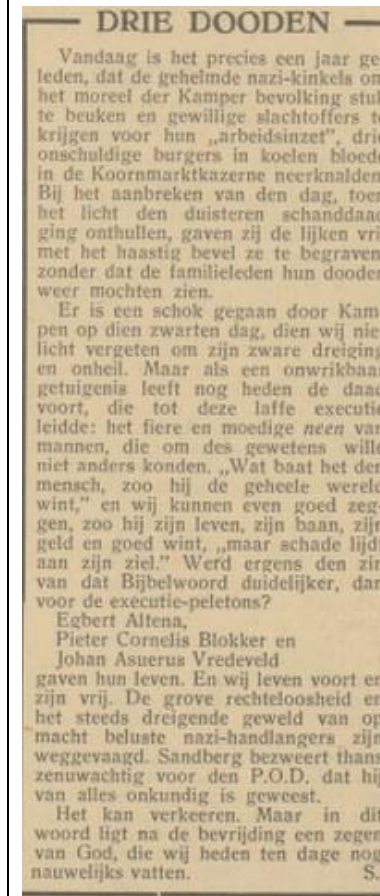 DRIE DOODEN
Vandaag is het precies een jaar ge
leden, dat de gehelmde nazi-kinkels om
het moreel der Kamper bevolking stuk
te beuken en gewillige slachtoffers te
krijgen voor hun „arbeidsinzet”, drie
onschuldige burgers in koelen bloede
in de Koornmarktkazerne neerknalden.
Bij het aanbreken van den dag, toen
het licht den duisteren schanddaad
ging onthullen, gaven zij de lijken vrij
met het haastig bevel ze te begraven,
zonder dat de familieleden hun dooden
weer mochten zien.
Er is een schok gegaan door Kam
pen op dien zwarten dag, dien wij niet
licht vergeten om zijn zware dreiging
en onheil. Maar als een onwrikbaar
getuigenis leeft nog heden de daad
voort, die tot deze laffe executie
leidde: het fiere en moedige neen van
mannen, die om des gewetens wille
niet anders konden. „Wat baat het den
mensch, zoo hij de geheele wereld
wint,” en wij kunnen even goed zeg-
gen, zoo hij zijn leven, zijn baan, zijn
geld en goed wint, „maar schade lijdt
aan zijn ziel.” Werd ergens den zin
van dat Bijbelwoord duidelijker, dan
voor de executie-peletons?
Egbert Altena,
Pieter Cornelis Blokker en
Johan Asuerus Vredeveld
gaven hun leven. En wij leven voort en
zijn vrij. De grove rechteloosheid en
het steeds dreigende geweld van op
macht beluste nazi-handlangers zijn
weggevaagd. Sandberg bezweert thans
zenuwachtig voor den P.O.D. dat hij
van alles onkundig is geweest.
Het kan verkeeren. Maar in dit
woord ligt na de bevrijding een zegen
van God, die wij heden ten dage nog
nauwelijks vatten. S.